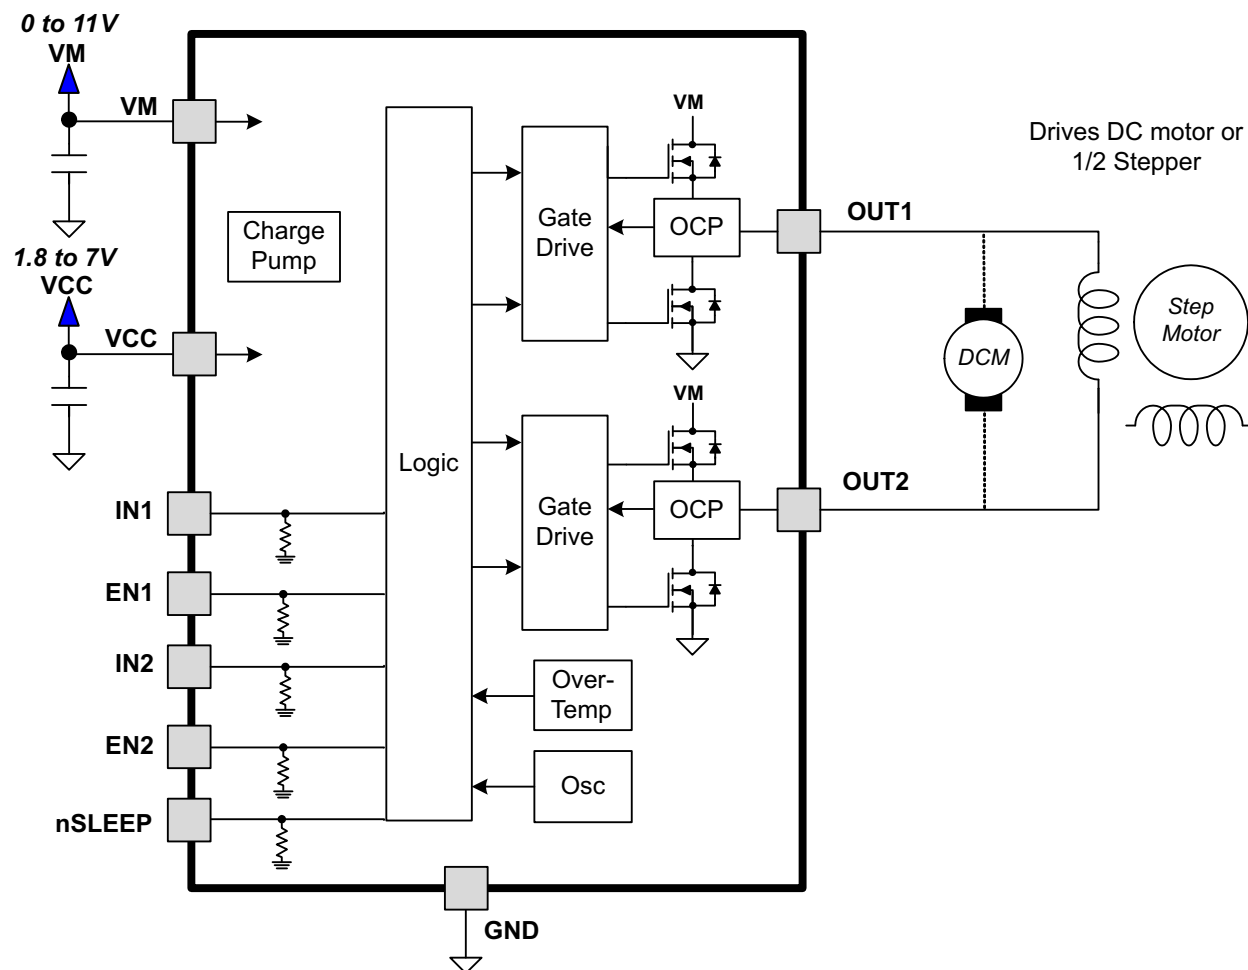 0 to 11V
VM
VM
1.8 to 7V
VCC
VCC
IN1
EN1
IN2
EN2
nSLEEP
Charge
Pump
Logic
Gate
Drive
VM
OCP
Gate
Drive
VM
OCP
Over-
Temp
Osc
GND
OUT1
OUT2
Drives DC motor or
1/2 Stepper
DCM
Step
Motor